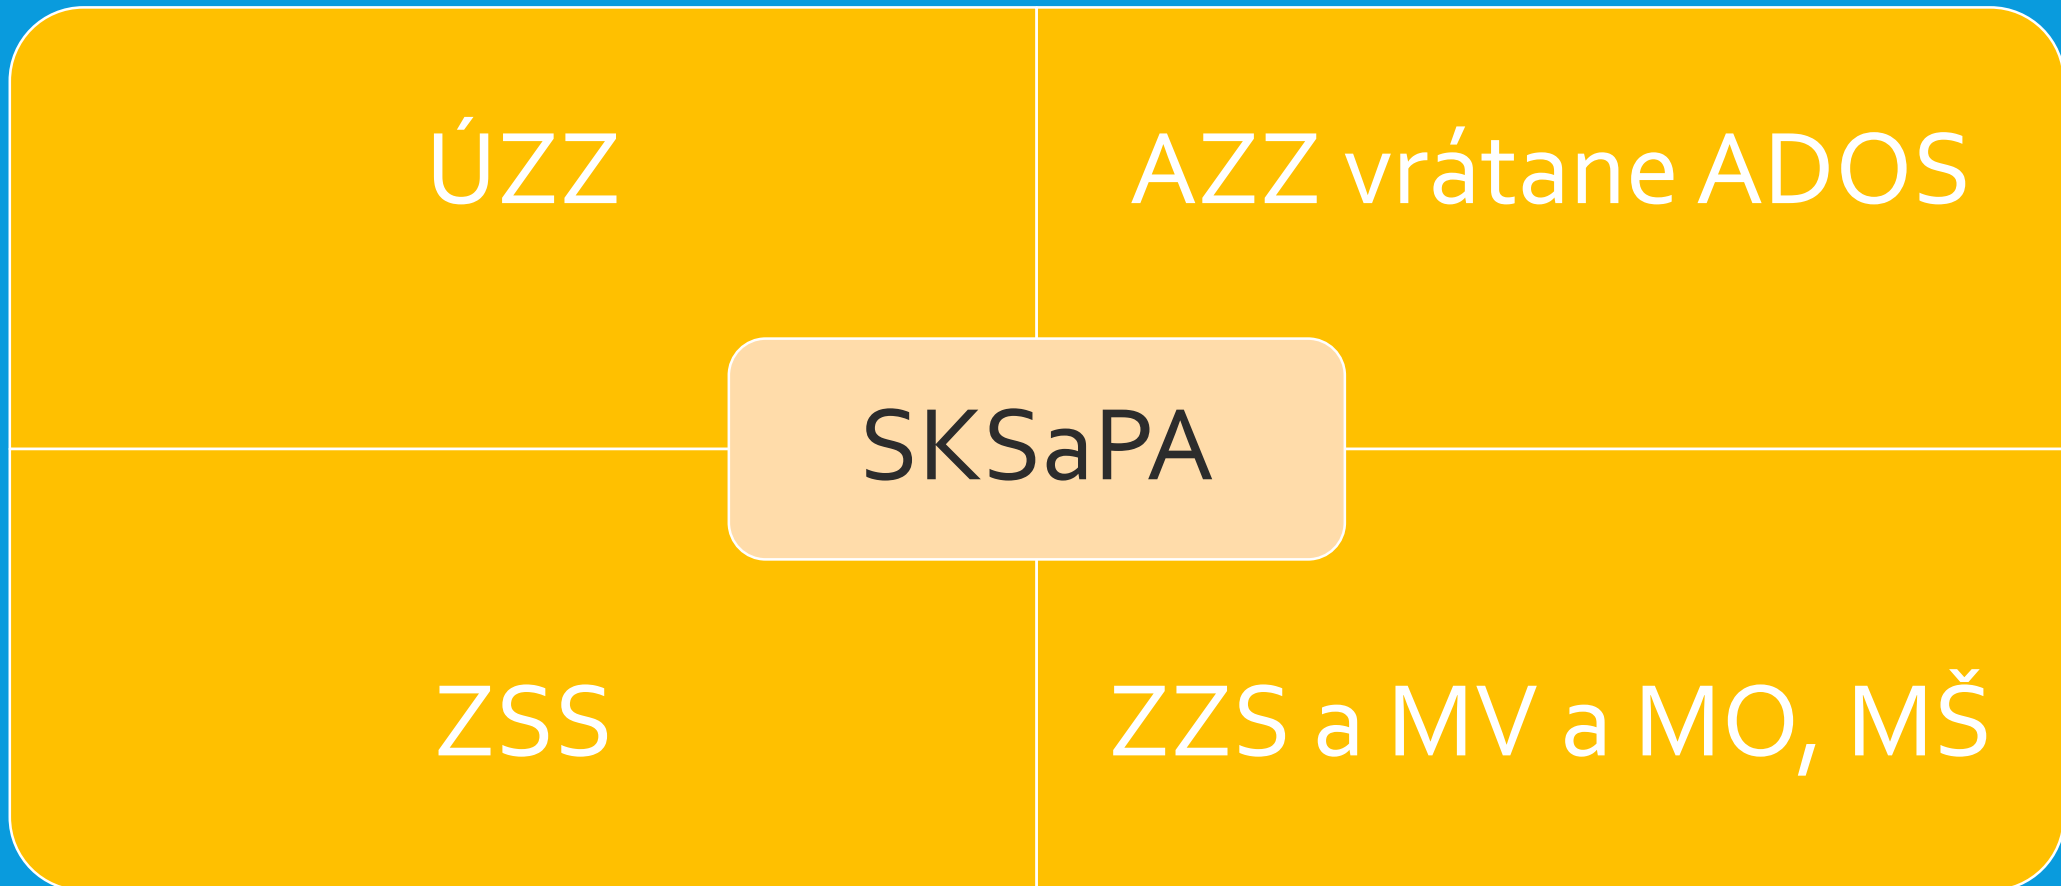 ÚZZ
AZZ vrátane ADOS
SKSaPA
ZSS
ZZS a MV a MO, MŠ